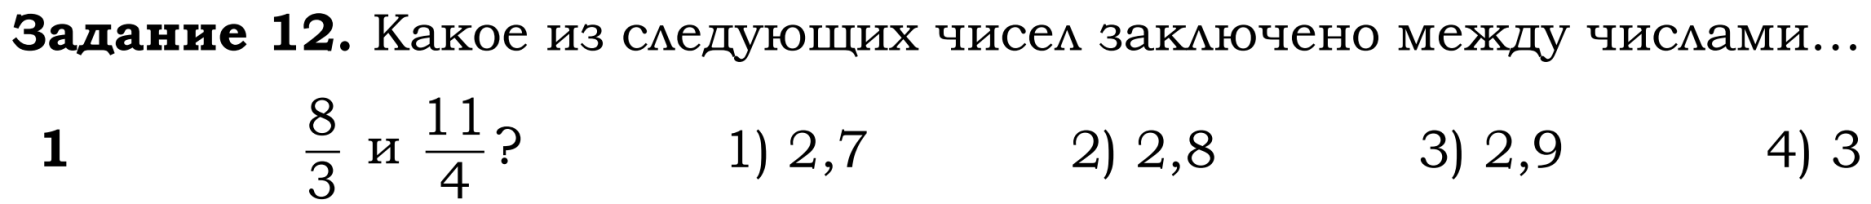 Задание 12. Какое из следующих чисел заключено между числами...
1 8/3 и 11/4? 1) 2,7 2) 2,8 3) 2,9 4) 3